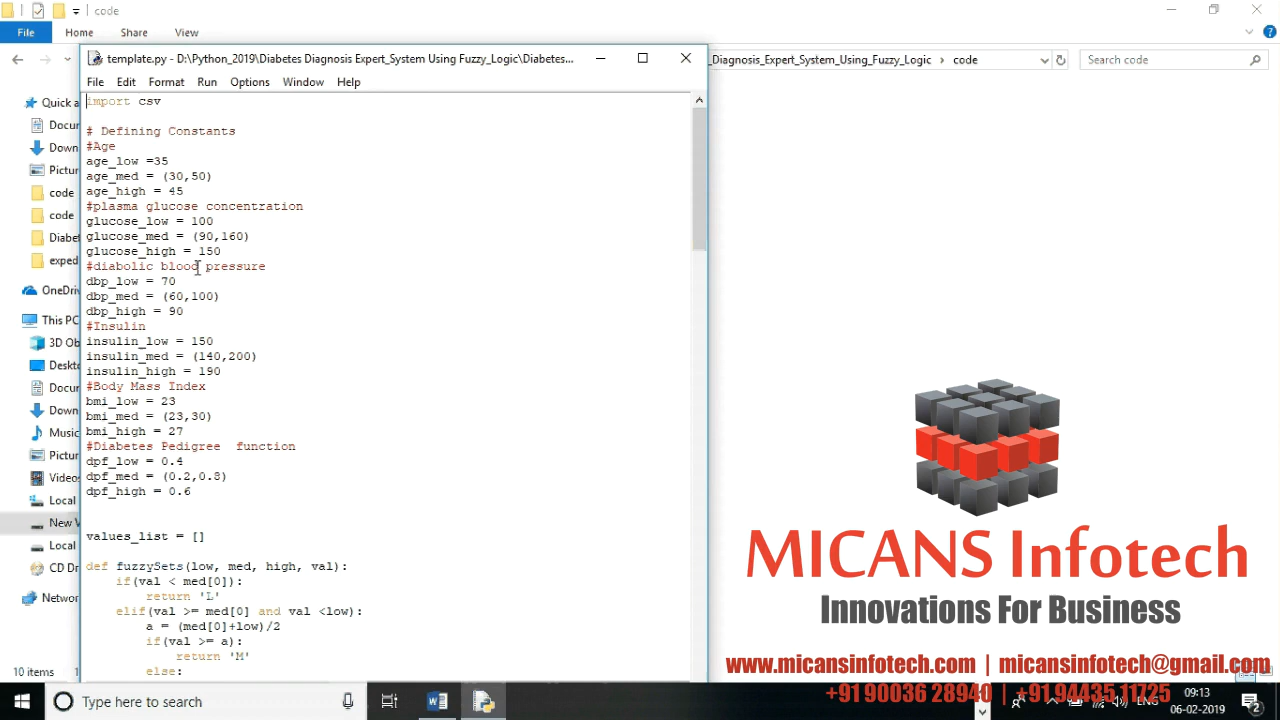 code
File
Home
Share
View
template.py - D:\Python_2019\Diabetes Diagnosis Expert_System Using Fuzzy_Logic\Diabetes...
_Diagnosis_Expert_System_Using_Fuzzy_Logic
code
Search code
File
Edit
Format
Run
Options
Window
Help
Quick a
Docum
Down
Pictur
code
code
Diabet
exped
OneDri
This PC
3D Ob
Deskt
Docum
Down
Music
Pictur
Videos
Local
New V
Local
CD Dr
Networ
10 items
import csv
# Defining Constants
#Age
age_low =35
age_med = (30,50)
age_high = 45
#plasma glucose concentration
glucose_low = 100
glucose_med = (90,160)
glucose_high = 150
#diabolic blood pressure
dbp_low = 70
dbp_med = (60,100)
dbp_high = 90
#Insulin
insulin_low = 150
insulin_med = (140,200)
insulin_high = 190
#Body Mass Index
bmi_low = 23
bmi_med = (23,30)
bmi_high = 27
#Diabetes Pedigree  function
dpf_low = 0.4
dpf_med = (0.2,0.8)
dpf_high = 0.6
values_list = []
def fuzzySets(low, med, high, val):
    if(val < med[0]):
        return 'L'
    elif(val >= med[0] and val <low):
        a = (med[0]+low)/2
        if(val >= a):
            return 'M'
        else:
MICANS Infotech
Innovations For Business
www.micansinfotech.com | micansinfotech@gmail.com
+91 90036 28940 | +91 94435 11725
Type here to search
ENG
09:13
06-02-2019
2